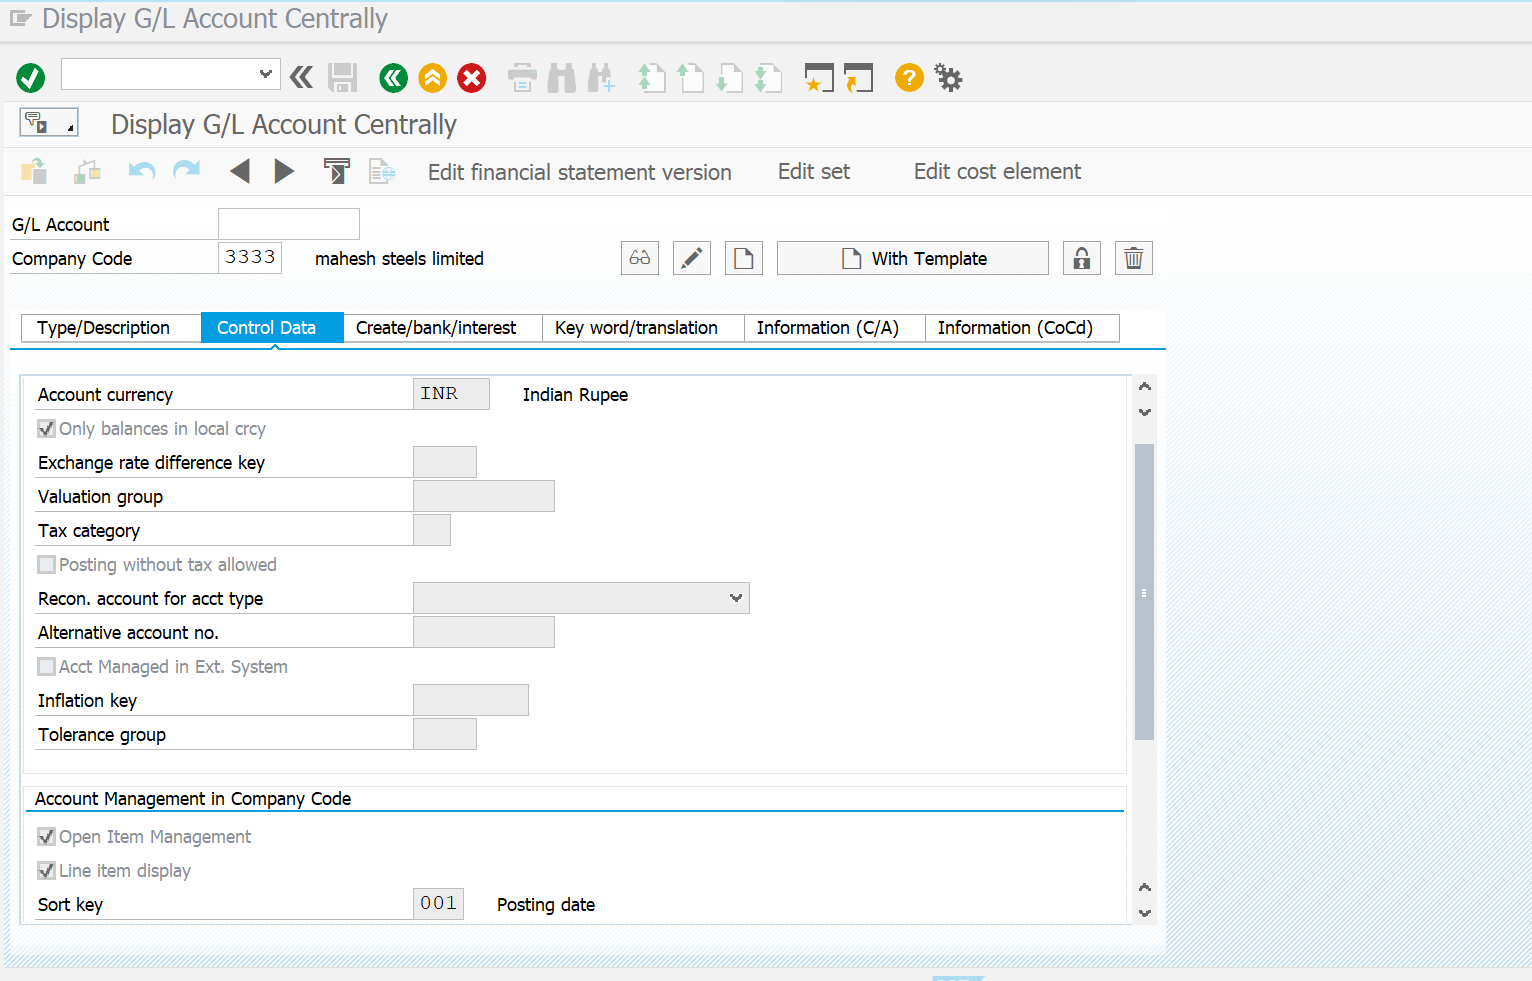 Display G/L Account Centrally
Display G/L Account Centrally
Edit financial statement version Edit set Edit cost element
G/L Account
Company Code 3333 mahesh steels limited With Template
Type/Description Control Data Create/bank/interest Key word/translation Information (C/A) Information (CoCd)
Account currency INR Indian Rupee
Only balances in local crcy
Exchange rate difference key
Valuation group
Tax category
Posting without tax allowed
Recon. account for acct type
Alternative account no.
Acct Managed in Ext. System
Inflation key
Tolerance group
Account Management in Company Code
Open Item Management
Line item display
Sort key 001 Posting date